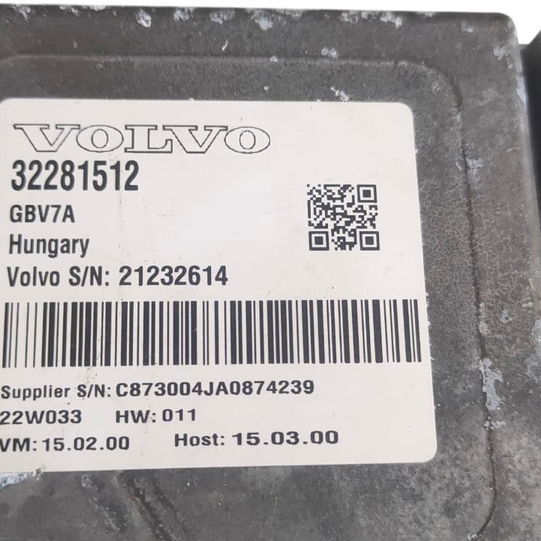 VOLVO
32281512
GBV7A
Hungary
Volvo S/N: 21232614
Supplier S/N: C873004JA0874239
22W033 HW: 011
VM: 15.02.00 Host: 15.03.00